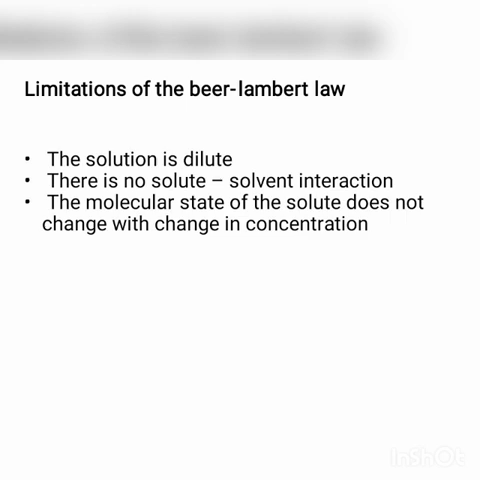 Limitations of the beer-lambert law
• The solution is dilute
• There is no solute – solvent interaction
• The molecular state of the solute does not
change with change in concentration
InShOt